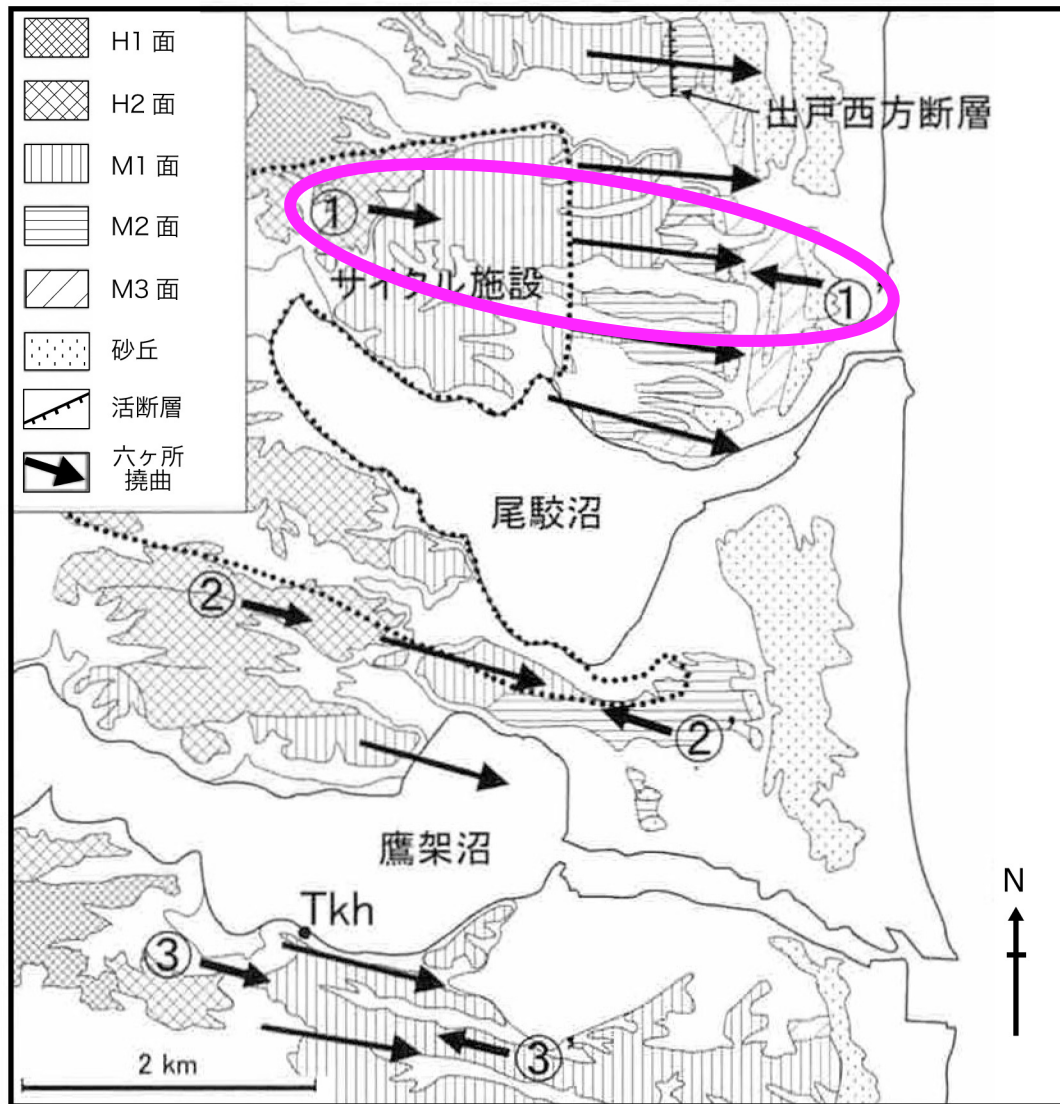 H1 面
H2 面
M1 面
M2 面
M3 面
砂丘
活断層
六ヶ所
撓曲
出戸西方断層
①
サイクル施設
①'
尾駮沼
②
②'
鷹架沼
Tkh
③
③'
2 km
N